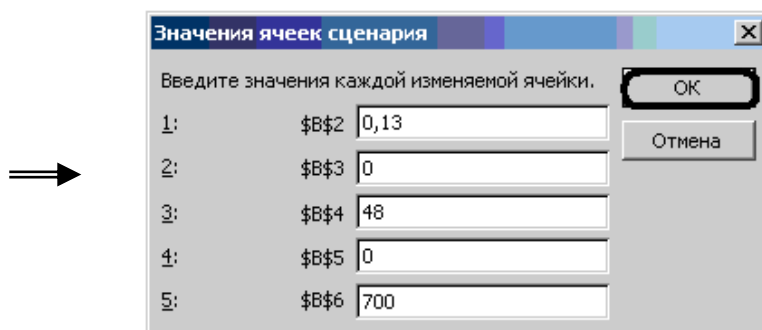 Значения ячеек сценария
Введите значения каждой изменяемой ячейки.
ОК
1: $B$2 0,13
Отмена
2: $B$3 0
3: $B$4 48
4: $B$5 0
5: $B$6 700